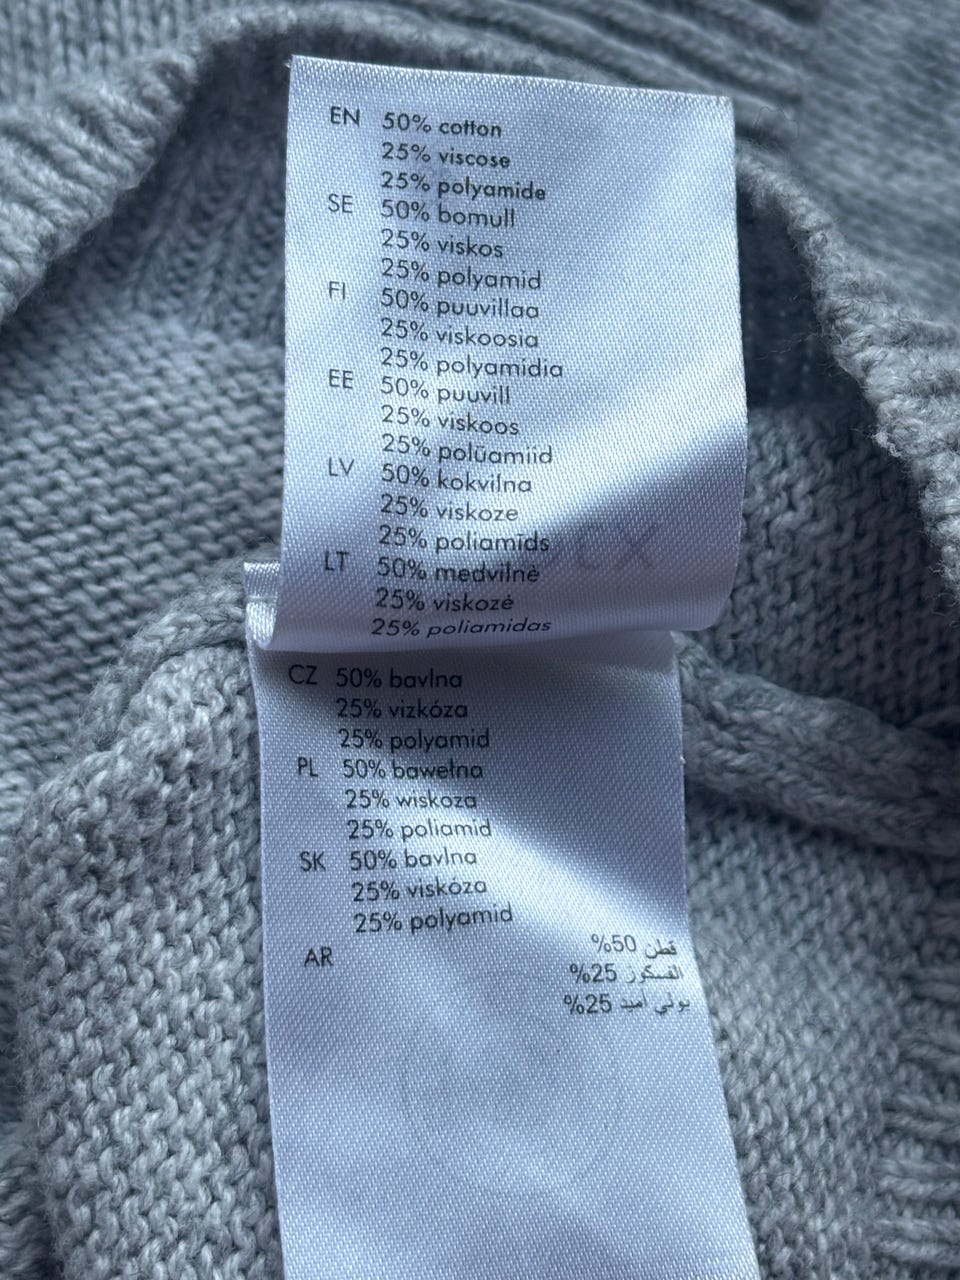 EN 50% cotton
25% viscose
25% polyamide
SE 50% bomull
25% viskos
25% polyamid
FI 50% puuvillaa
25% viskoosia
25% polyamidia
EE 50% puuvill
25% viskoos
25% polüamiid
LV 50% kokvilna
25% viskoze
25% poliamīds
LT 50% medvilnė
25% viskozė
25% poliamidas
CZ 50% bavlna
25% vizkóza
25% polyamid
PL 50% bawełna
25% wiskoza
25% poliamid
SK 50% bavlna
25% viskóza
25% polyamid
AR قطن 50%
الفسكوز 25%
بولي أميد 25%